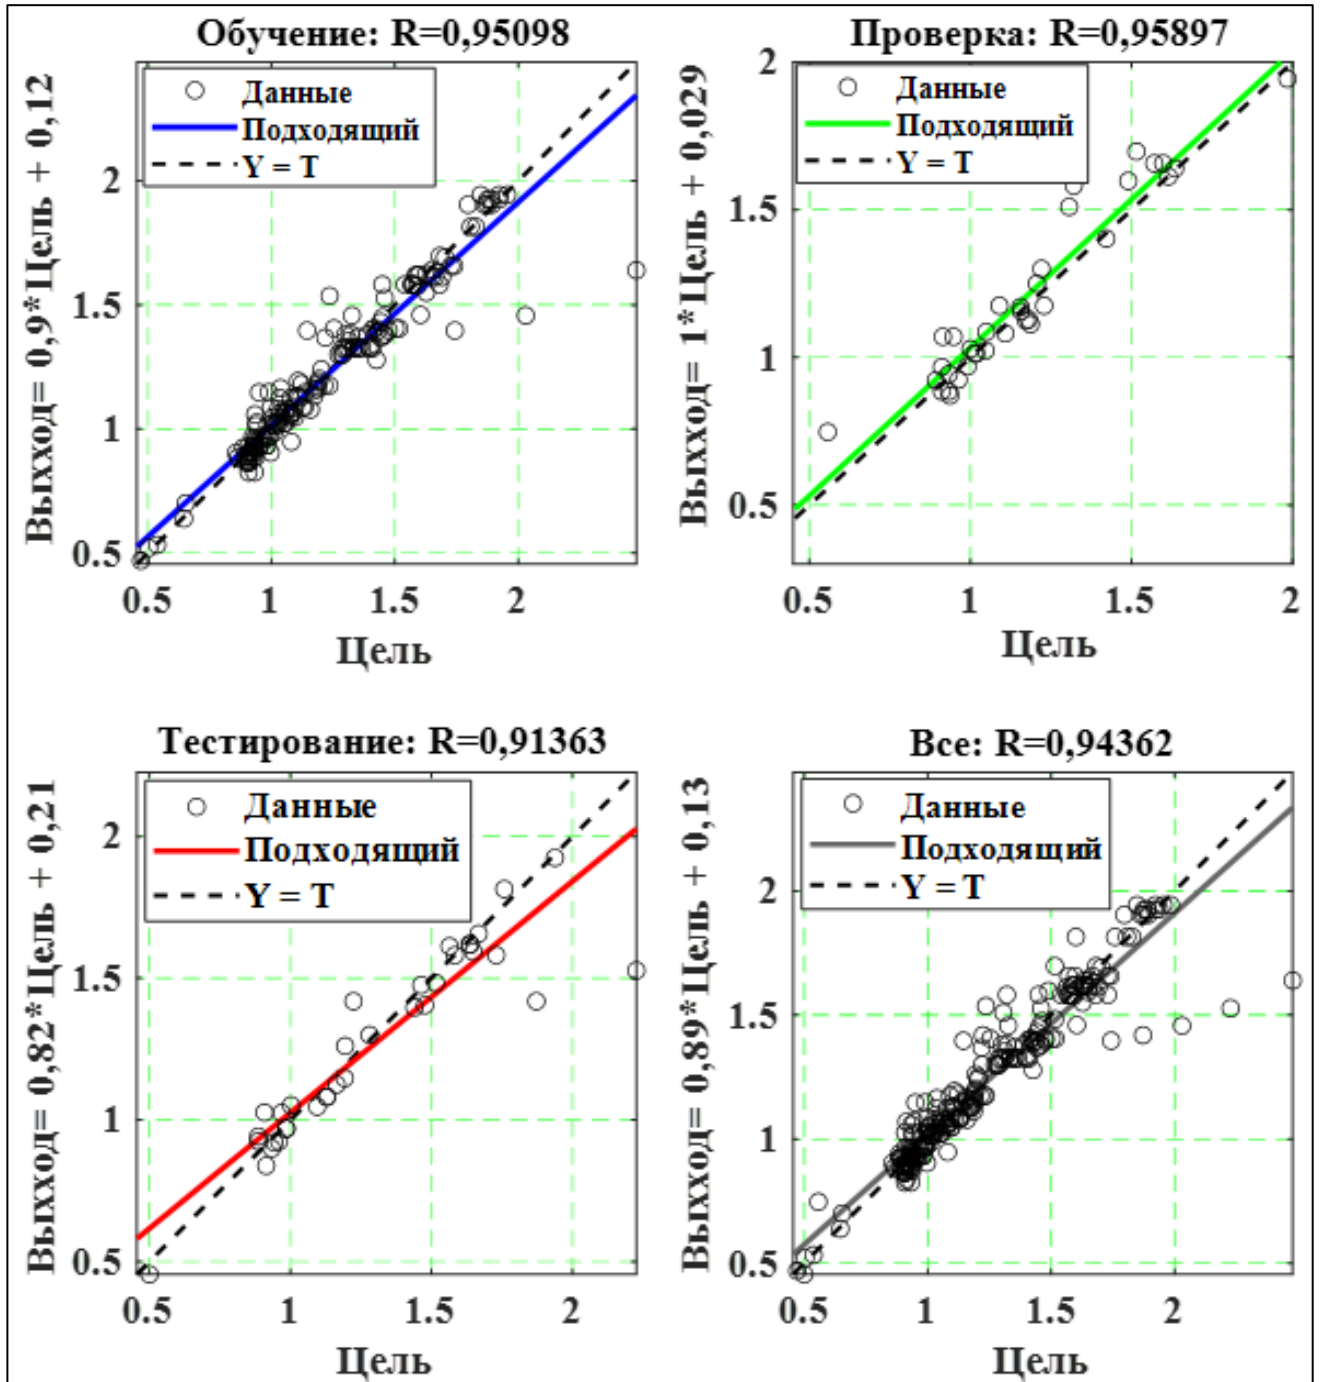 Обучение: R=0,95098
Выхход= 0,9*Цель + 0,12
Данные
Подходящий
Y = T
2
1.5
1
0.5
0.5 1 1.5 2
Цель
Проверка: R=0,95897
Выхход= 1*Цель + 0,029
Данные
Подходящий
Y = T
2
1.5
1
0.5
0.5 1 1.5 2
Цель
Тестирование: R=0,91363
Выхход= 0,82*Цель + 0,21
Данные
Подходящий
Y = T
2
1.5
1
0.5
0.5 1 1.5 2
Цель
Все: R=0,94362
Выхход= 0,89*Цель + 0,13
Данные
Подходящий
Y = T
2
1.5
1
0.5
0.5 1 1.5 2
Цель